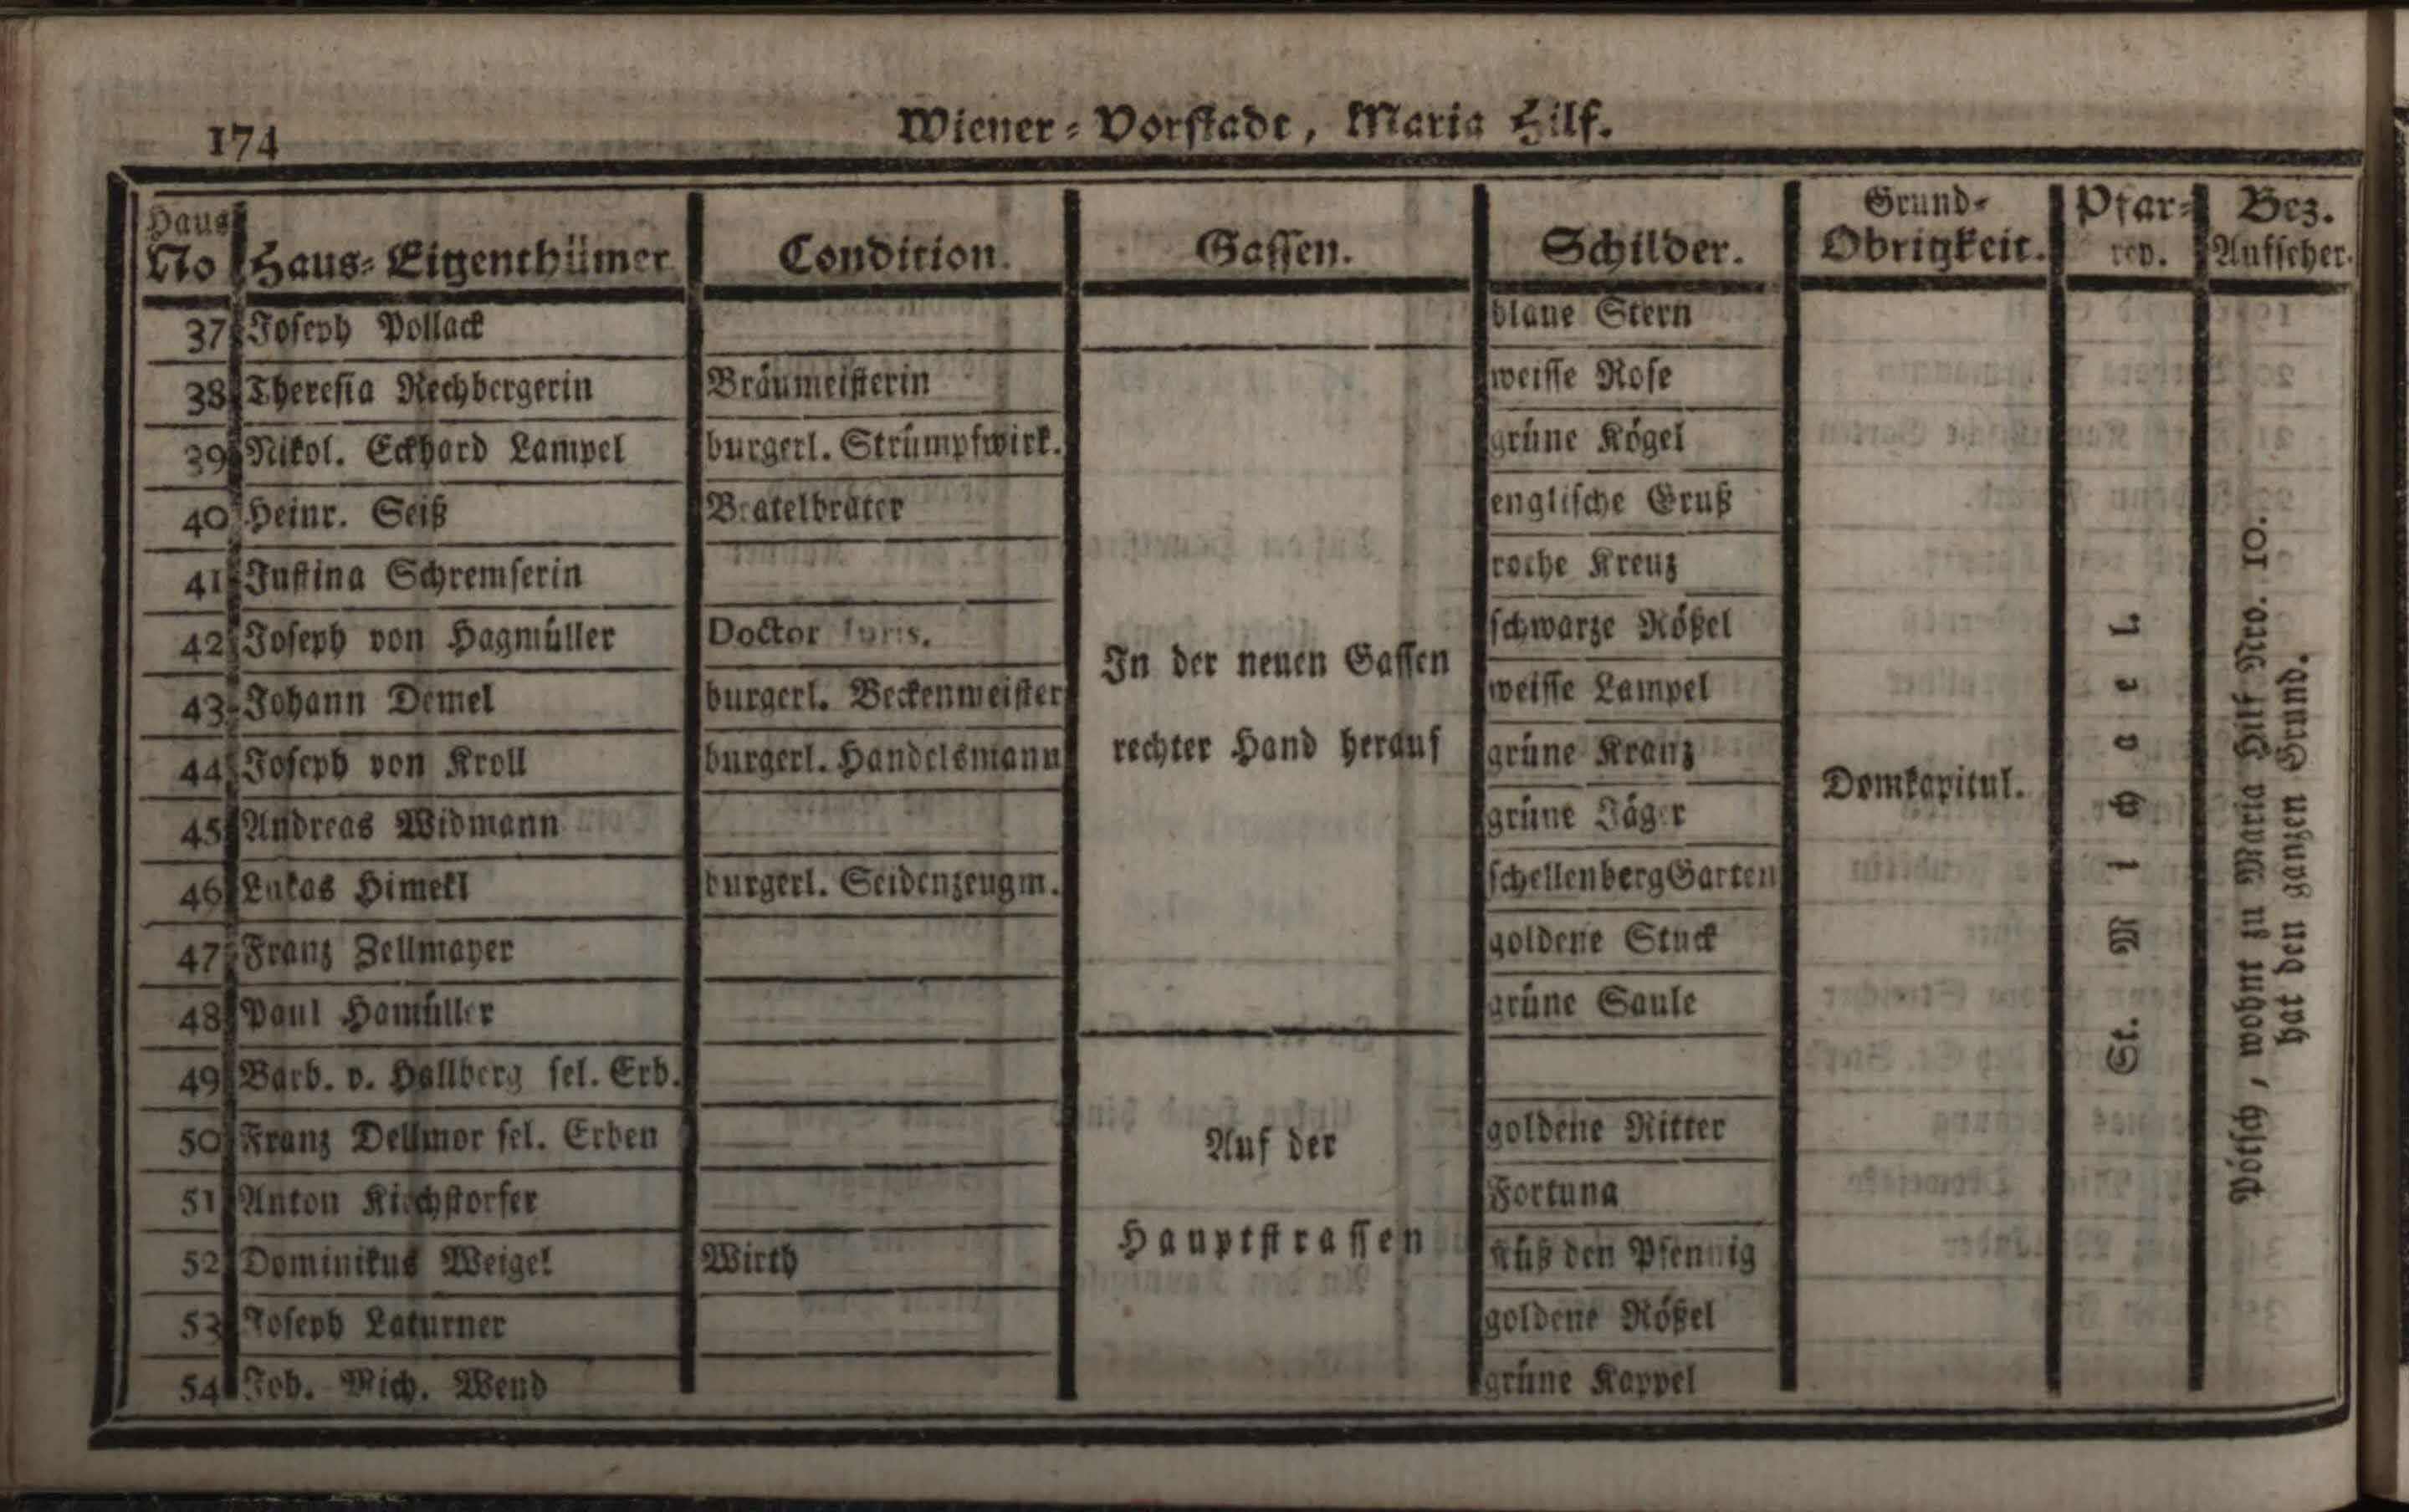 174
Wiener-Vorstadt, Maria Hilf.
Haus No Haus-Eigenthümer Condition. Gassen. Schilder. Grund-Obrigkeit. Pfarrey. Bez. Aufseher.
37 Joseph Pollack blaue Stern
38 Theresia Rechbergerin Bräumeisterin weisse Rose
39 Nikol. Eckhard Lampel burgerl. Strümpfwirk. grüne Kögel
40 Heinr. Seiß Bratelbrater englische Gruß
41 Justina Schremserin rothe Kreuz
42 Joseph von Hagmüller Doctor Juris. schwarze Rößel
43 Johann Demel burgerl. Beckenmeister weisse Lampel
44 Joseph von Kroll burgerl. Handelsmann grüne Kranz
45 Andreas Widmann grüne Jäger
46 Lukas Himekl burgerl. Seidenzeugm. schellenberg Garten
47 Franz Zellmayer goldene Stuck
48 Paul Hamüller grüne Saule
In der neuen Gassen
rechter Hand herauf
49 Barb. v. Hallberg sel. Erb.
50 Franz Dellmor sel. Erben goldene Ritter
51 Anton Kirchstorfer Fortuna
52 Dominikus Weigel Wirth Küß den Pfennig
53 Joseph Laturner goldene Rößel
54 Joh. Mich. Wend grüne Kappel
Auf der
Hauptstrassen
Domkapitul.
St. Michael.
Pötsch, wohnt zu Maria Hilf Nro. 10.
hat den ganzen Grund.